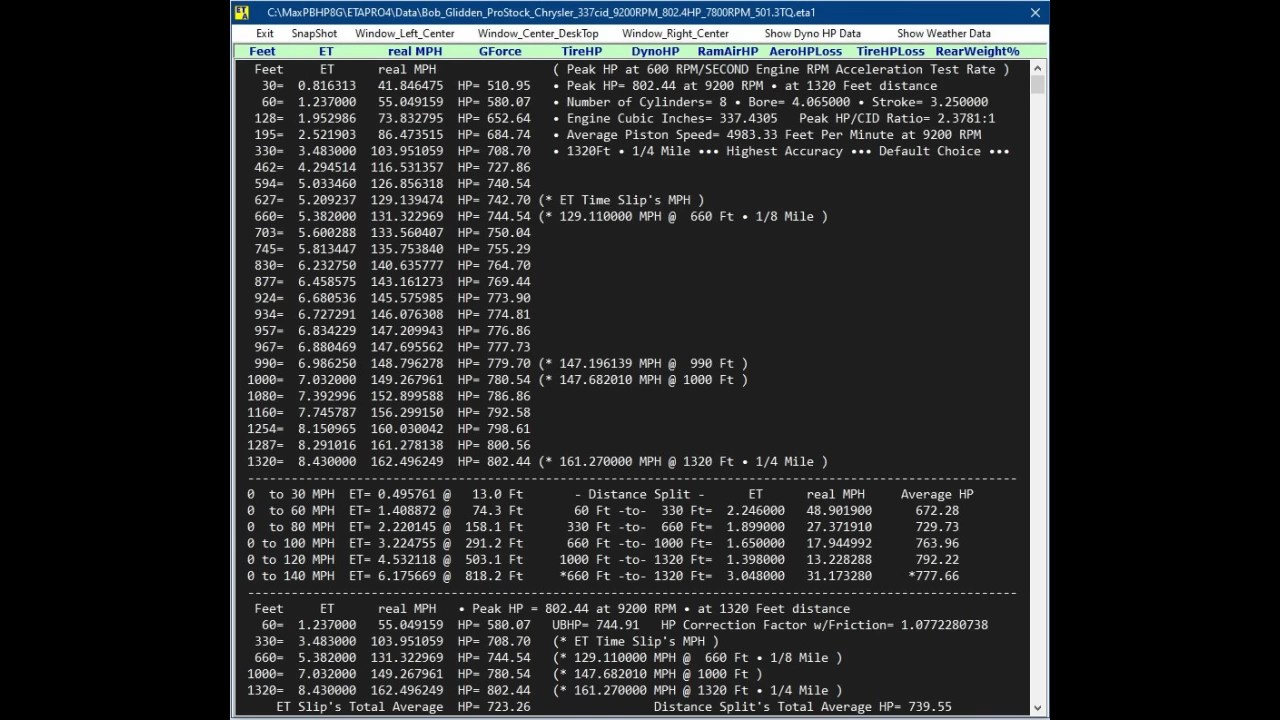 ETA C:\MaxPBHP8G\ETAPRO4\Data\Bob_Glidden_ProStock_Chrysler_337cid_9200RPM_802.4HP_7800RPM_501.3TQ.eta1
Exit SnapShot Window_Left_Center Window_Center_DeskTop Window_Right_Center Show Dyno HP Data Show Weather Data
Feet ET real MPH GForce TireHP DynoHP RamAirHP AeroHPLoss TireHPLoss RearWeight%
Feet ET real MPH ( Peak HP at 600 RPM/SECOND Engine RPM Acceleration Test Rate )
30= 0.816313 41.846475 HP= 510.95 • Peak HP= 802.44 at 9200 RPM • at 1320 Feet distance
60= 1.237000 55.049159 HP= 580.07 • Number of Cylinders= 8 • Bore= 4.065000 • Stroke= 3.250000
128= 1.952986 73.832795 HP= 652.64 • Engine Cubic Inches= 337.4305 Peak HP/CID Ratio= 2.3781:1
195= 2.521903 86.473515 HP= 684.74 • Average Piston Speed= 4983.33 Feet Per Minute at 9200 RPM
330= 3.483000 103.951059 HP= 708.70 • 1320Ft • 1/4 Mile ••• Highest Accuracy ••• Default Choice •••
462= 4.294514 116.531357 HP= 727.86
594= 5.033460 126.856318 HP= 740.54
627= 5.209237 129.139474 HP= 742.70 (* ET Time Slip's MPH )
660= 5.382000 131.322969 HP= 744.54 (* 129.110000 MPH @ 660 Ft • 1/8 Mile )
703= 5.600288 133.560407 HP= 750.04
745= 5.813447 135.753840 HP= 755.29
830= 6.232750 140.635777 HP= 764.70
877= 6.458575 143.161273 HP= 769.44
924= 6.680536 145.575985 HP= 773.90
934= 6.727291 146.076308 HP= 774.81
957= 6.834229 147.209943 HP= 776.86
967= 6.880469 147.695562 HP= 777.73
990= 6.986250 148.796278 HP= 779.70 (* 147.196139 MPH @ 990 Ft )
1000= 7.032000 149.267961 HP= 780.54 (* 147.682010 MPH @ 1000 Ft )
1080= 7.392996 152.899588 HP= 786.86
1160= 7.745787 156.299150 HP= 792.58
1254= 8.150965 160.030042 HP= 798.61
1287= 8.291016 161.278138 HP= 800.56
1320= 8.430000 162.496249 HP= 802.44 (* 161.270000 MPH @ 1320 Ft • 1/4 Mile )
0 to 30 MPH ET= 0.495761 @ 13.0 Ft - Distance Split - ET real MPH Average HP
0 to 60 MPH ET= 1.408872 @ 74.3 Ft 60 Ft -to- 330 Ft= 2.246000 48.901900 672.28
0 to 80 MPH ET= 2.220145 @ 158.1 Ft 330 Ft -to- 660 Ft= 1.899000 27.371910 729.73
0 to 100 MPH ET= 3.224755 @ 291.2 Ft 660 Ft -to- 1000 Ft= 1.650000 17.944992 763.96
0 to 120 MPH ET= 4.532118 @ 503.1 Ft 1000 Ft -to- 1320 Ft= 1.398000 13.228288 792.22
0 to 140 MPH ET= 6.175669 @ 818.2 Ft *660 Ft -to- 1320 Ft= 3.048000 31.173280 *777.66
Feet ET real MPH • Peak HP = 802.44 at 9200 RPM • at 1320 Feet distance
60= 1.237000 55.049159 HP= 580.07 UBHP= 744.91 HP Correction Factor w/Friction= 1.0772280738
330= 3.483000 103.951059 HP= 708.70 (* ET Time Slip's MPH )
660= 5.382000 131.322969 HP= 744.54 (* 129.110000 MPH @ 660 Ft • 1/8 Mile )
1000= 7.032000 149.267961 HP= 780.54 (* 147.682010 MPH @ 1000 Ft )
1320= 8.430000 162.496249 HP= 802.44 (* 161.270000 MPH @ 1320 Ft • 1/4 Mile )
ET Slip's Total Average HP= 723.26 Distance Split's Total Average HP= 739.55